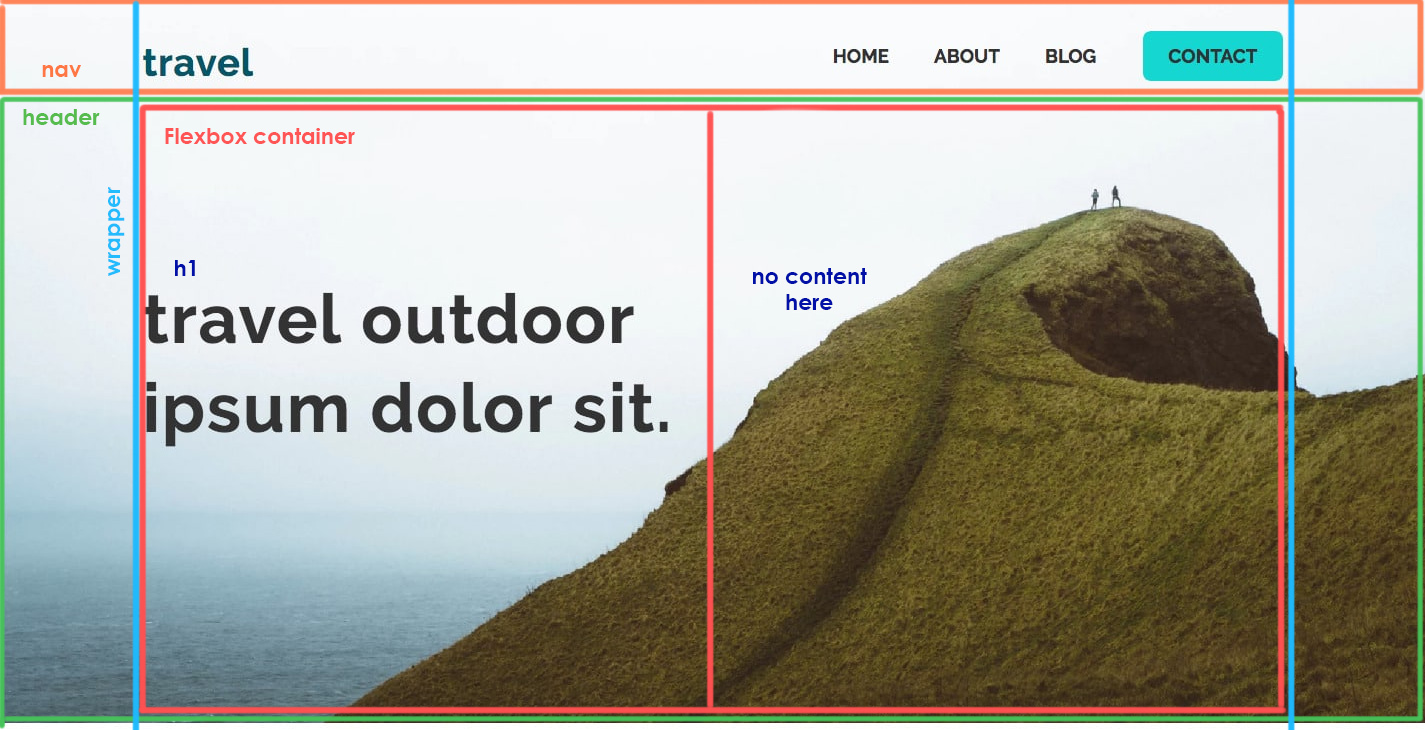 nav
travel
HOME
ABOUT
BLOG
CONTACT
header
Flexbox container
wrapper
h1
travel outdoor
ipsum dolor sit.
no content
here